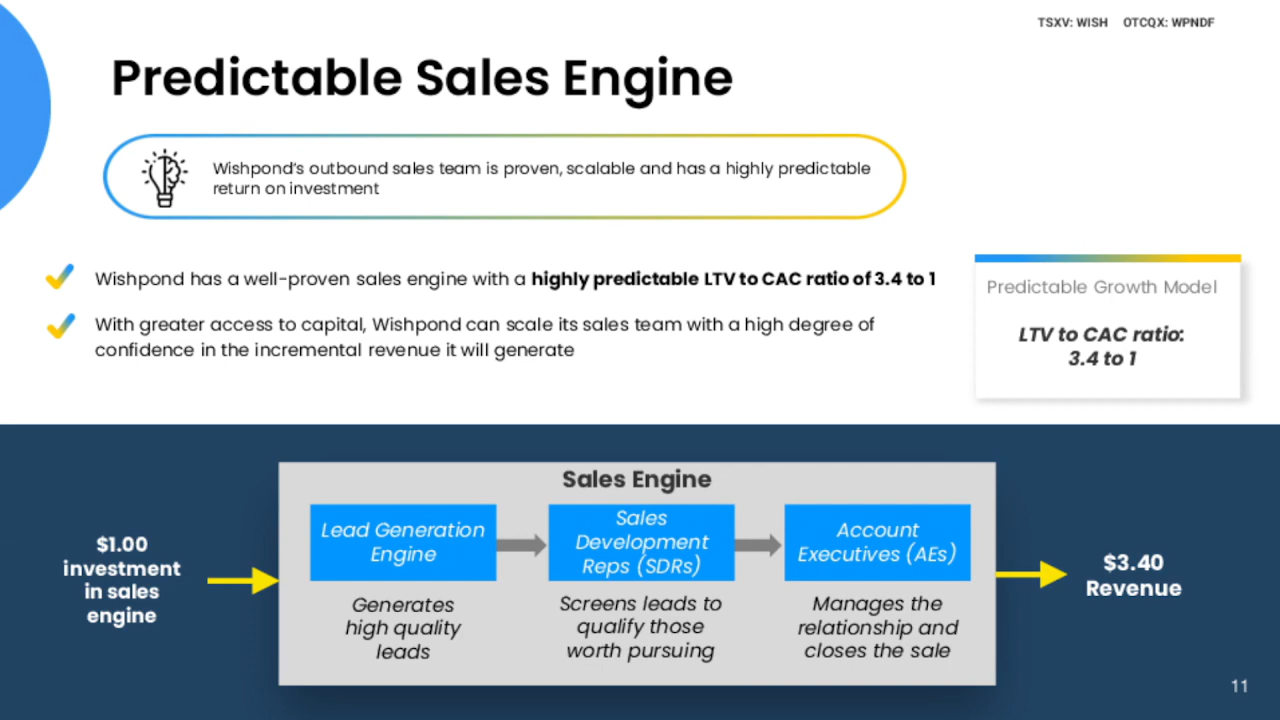 TSXV: WISH OTCQX: WPNDF
Predictable Sales Engine
Wishpond's outbound sales team is proven, scalable and has a highly predictable
return on investment
Wishpond has a well-proven sales engine with a highly predictable LTV to CAC ratio of 3.4 to 1
With greater access to capital, Wishpond can scale its sales team with a high degree of
confidence in the incremental revenue it will generate
Predictable Growth Model
LTV to CAC ratio:
3.4 to 1
$1.00
investment
in sales
engine
Sales Engine
Lead Generation
Engine
Generates
high quality
leads
Sales
Development
Reps (SDRs)
Screens leads to
qualify those
worth pursuing
Account
Executives (AEs)
Manages the
relationship and
closes the sale
$3.40
Revenue
11